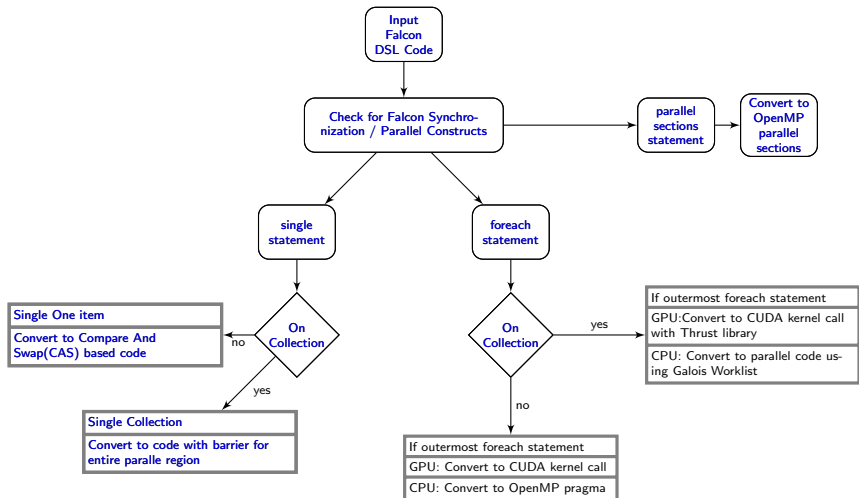 Input
Falcon
DSL Code
Check for Falcon Synchro-
nization / Parallel Constructs
parallel
sections
statement
Convert to
OpenMP
parallel
sections
single
statement
foreach
statement
On
Collection
no
yes
Single One item
Convert to Compare And
Swap(CAS) based code
Single Collection
Convert to code with barrier for
entire paralle region
On
Collection
yes
no
If outermost foreach statement
GPU:Convert to CUDA kernel call
with Thrust library
CPU: Convert to parallel code us-
ing Galois Worklist
If outermost foreach statement
GPU: Convert to CUDA kernel call
CPU: Convert to OpenMP pragma